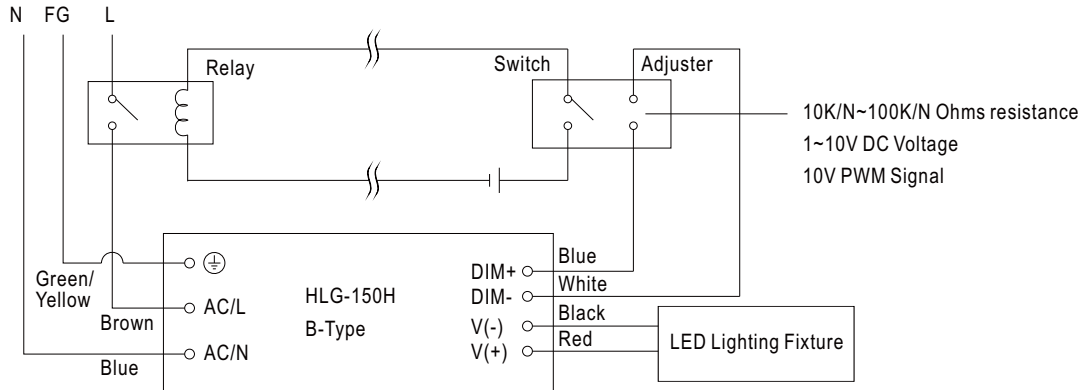 N FG L
Relay
Switch
Adjuster
10K/N~100K/N Ohms resistance
1~10V DC Voltage
10V PWM Signal
Green/
Yellow
Brown
Blue
AC/L
AC/N
HLG-150H
B-Type
DIM+
DIM-
V(-)
V(+)
Blue
White
Black
Red
LED Lighting Fixture